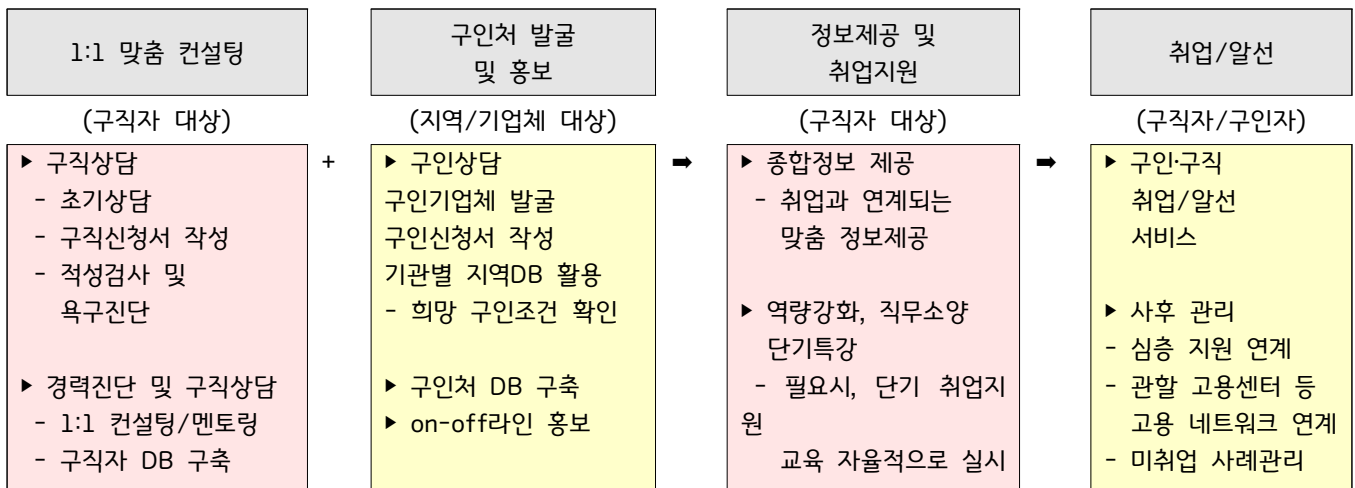 1:1 맞춤 컨설팅
(구직자 대상)
▶ 구직상담
- 초기상담
- 구직신청서 작성
- 적성검사 및
욕구진단
▶ 경력진단 및 구직상담
- 1:1 컨설팅/멘토링
- 구직자 DB 구축
+
구인처 발굴
및 홍보
(지역/기업체 대상)
▶ 구인상담
구인기업체 발굴
구인신청서 작성
기관별 지역DB 활용
- 희망 구인조건 확인
▶ 구인처 DB 구축
▶ on-off라인 홍보
➡
정보제공 및
취업지원
(구직자 대상)
▶ 종합정보 제공
- 취업과 연계되는
맞춤 정보제공
▶ 역량강화, 직무소양
단기특강
- 필요시, 단기 취업지
원
교육 자율적으로 실시
➡
취업/알선
(구직자/구인자)
▶ 구인·구직
취업/알선
서비스
▶ 사후 관리
- 심층 지원 연계
- 관할 고용센터 등
고용 네트워크 연계
- 미취업 사례관리